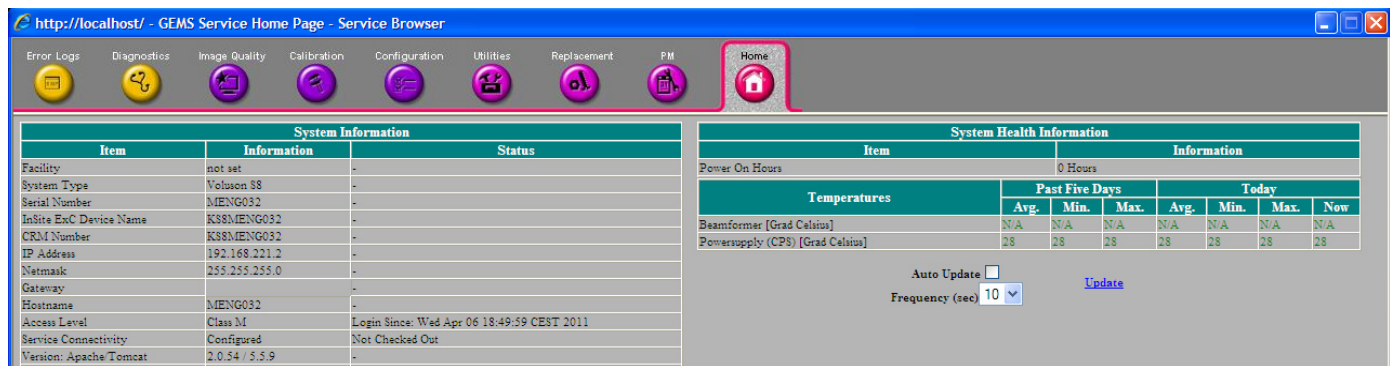 http://localhost/ - GEMS Service Home Page - Service Browser
Error Logs Diagnostics Image Quality Calibration Configuration Utilities Replacement PM Home
System Information
Item Information Status
Facility not set -
System Type Voluson S8 -
Serial Number MENG032 -
InSite ExC Device Name KS8MENG032 -
CRM Number KS8MENG032 -
IP Address 192.168.221.2 -
Netmask 255.255.255.0 -
Gateway -
Hostname MENG032 -
Access Level Class M Login Since: Wed Apr 06 18:49:59 CEST 2011
Service Connectivity Configured Not Checked Out
Version: Apache/Tomcat 2.0.54 / 5.5.9 -
System Health Information
Item Information
Power On Hours 0 Hours
Temperatures Past Five Days Today
Avg. Min. Max. Avg. Min. Max. Now
Beamformer [Grad Celsius] N/A N/A N/A N/A N/A N/A N/A
Powersupply (CPS) [Grad Celsius] 28 28 28 28 28 28 28
Auto Update
Update
Frequency (sec) 10